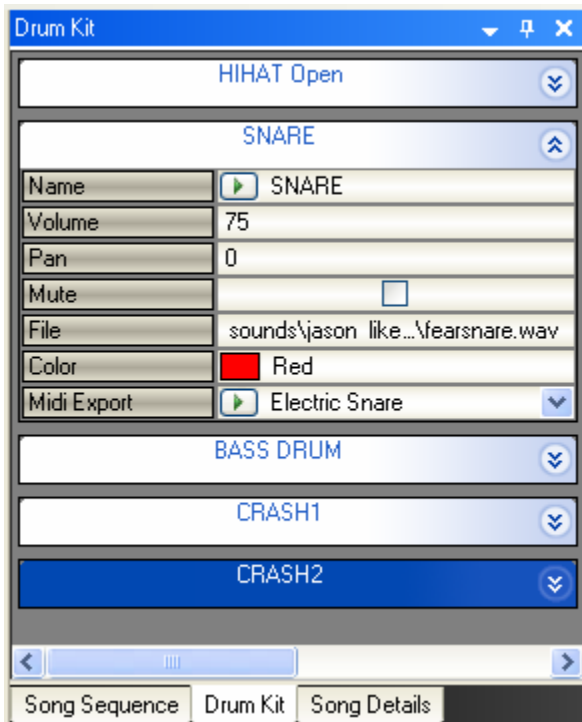 Drum Kit
HIHAT Open
SNARE
Name SNARE
Volume 75
Pan 0
Mute
File sounds\jason like...\fearsnare.wav
Color Red
Midi Export Electric Snare
BASS DRUM
CRASH1
CRASH2
Song Sequence Drum Kit Song Details